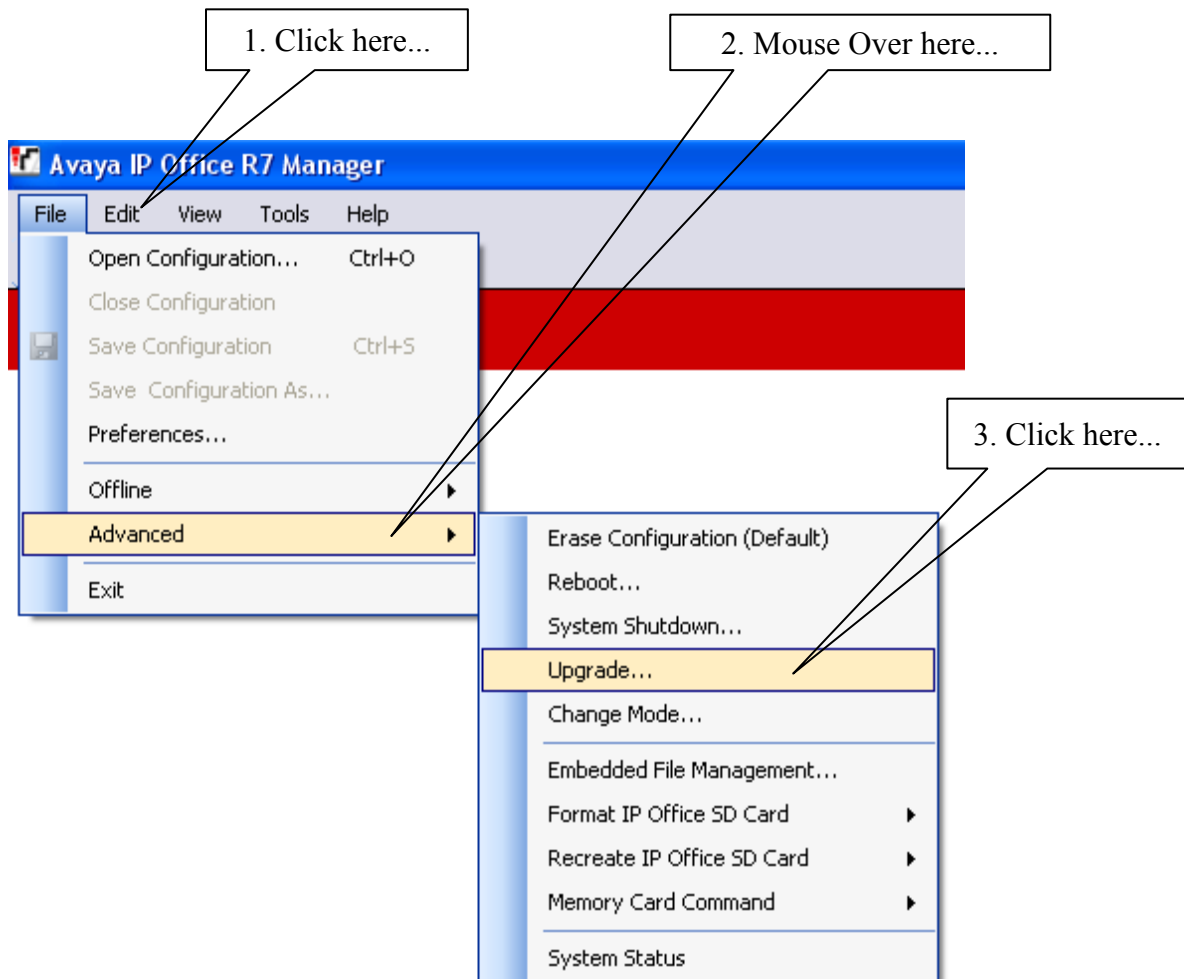 1. Click here...
2. Mouse Over here...
Avaya IP Office R7 Manager
File Edit View Tools Help
Open Configuration... Ctrl+O
Close Configuration
Save Configuration Ctrl+S
Save Configuration As...
Preferences...
3. Click here...
Offline
Advanced
Exit
Erase Configuration (Default)
Reboot...
System Shutdown...
Upgrade...
Change Mode...
Embedded File Management...
Format IP Office SD Card
Recreate IP Office SD Card
Memory Card Command
System Status